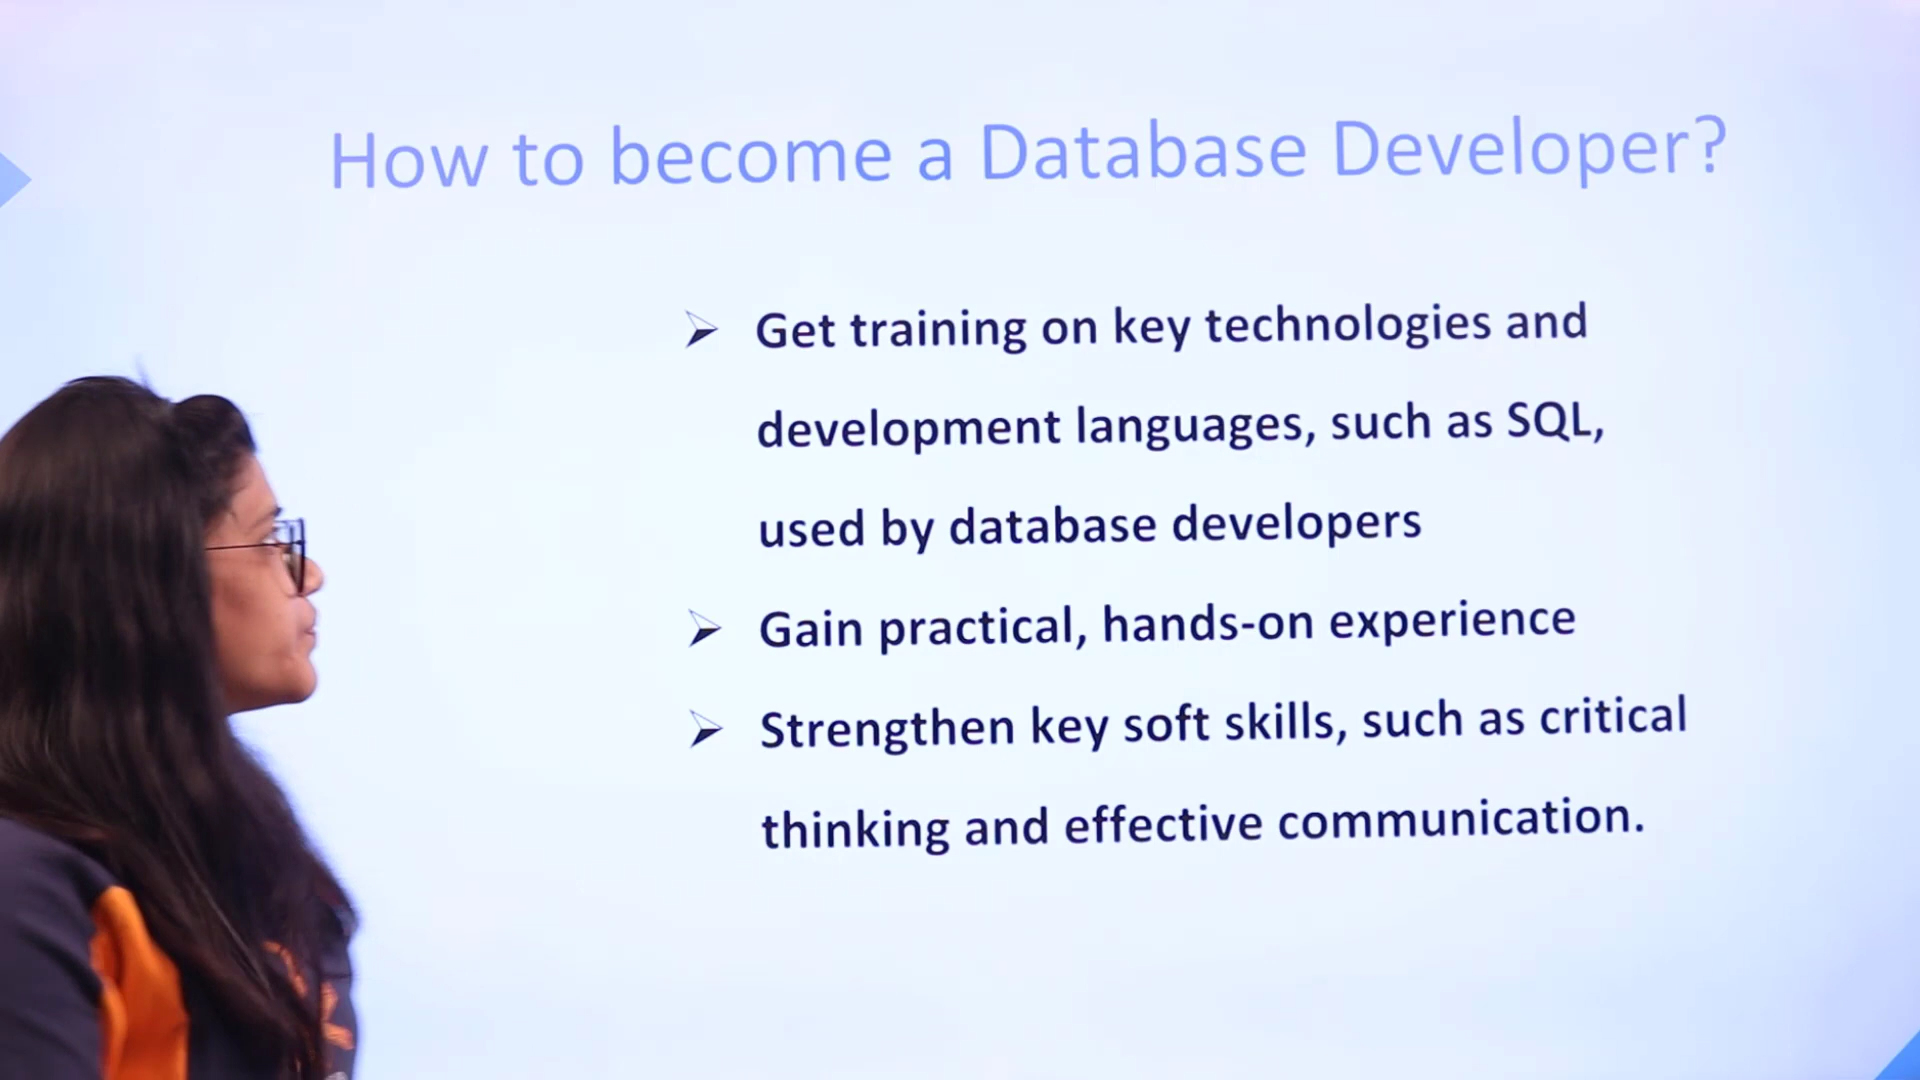 How to become a Database Developer?
Get training on key technologies and
development languages, such as SQL,
used by database developers
Gain practical, hands-on experience
Strengthen key soft skills, such as critical
thinking and effective communication.